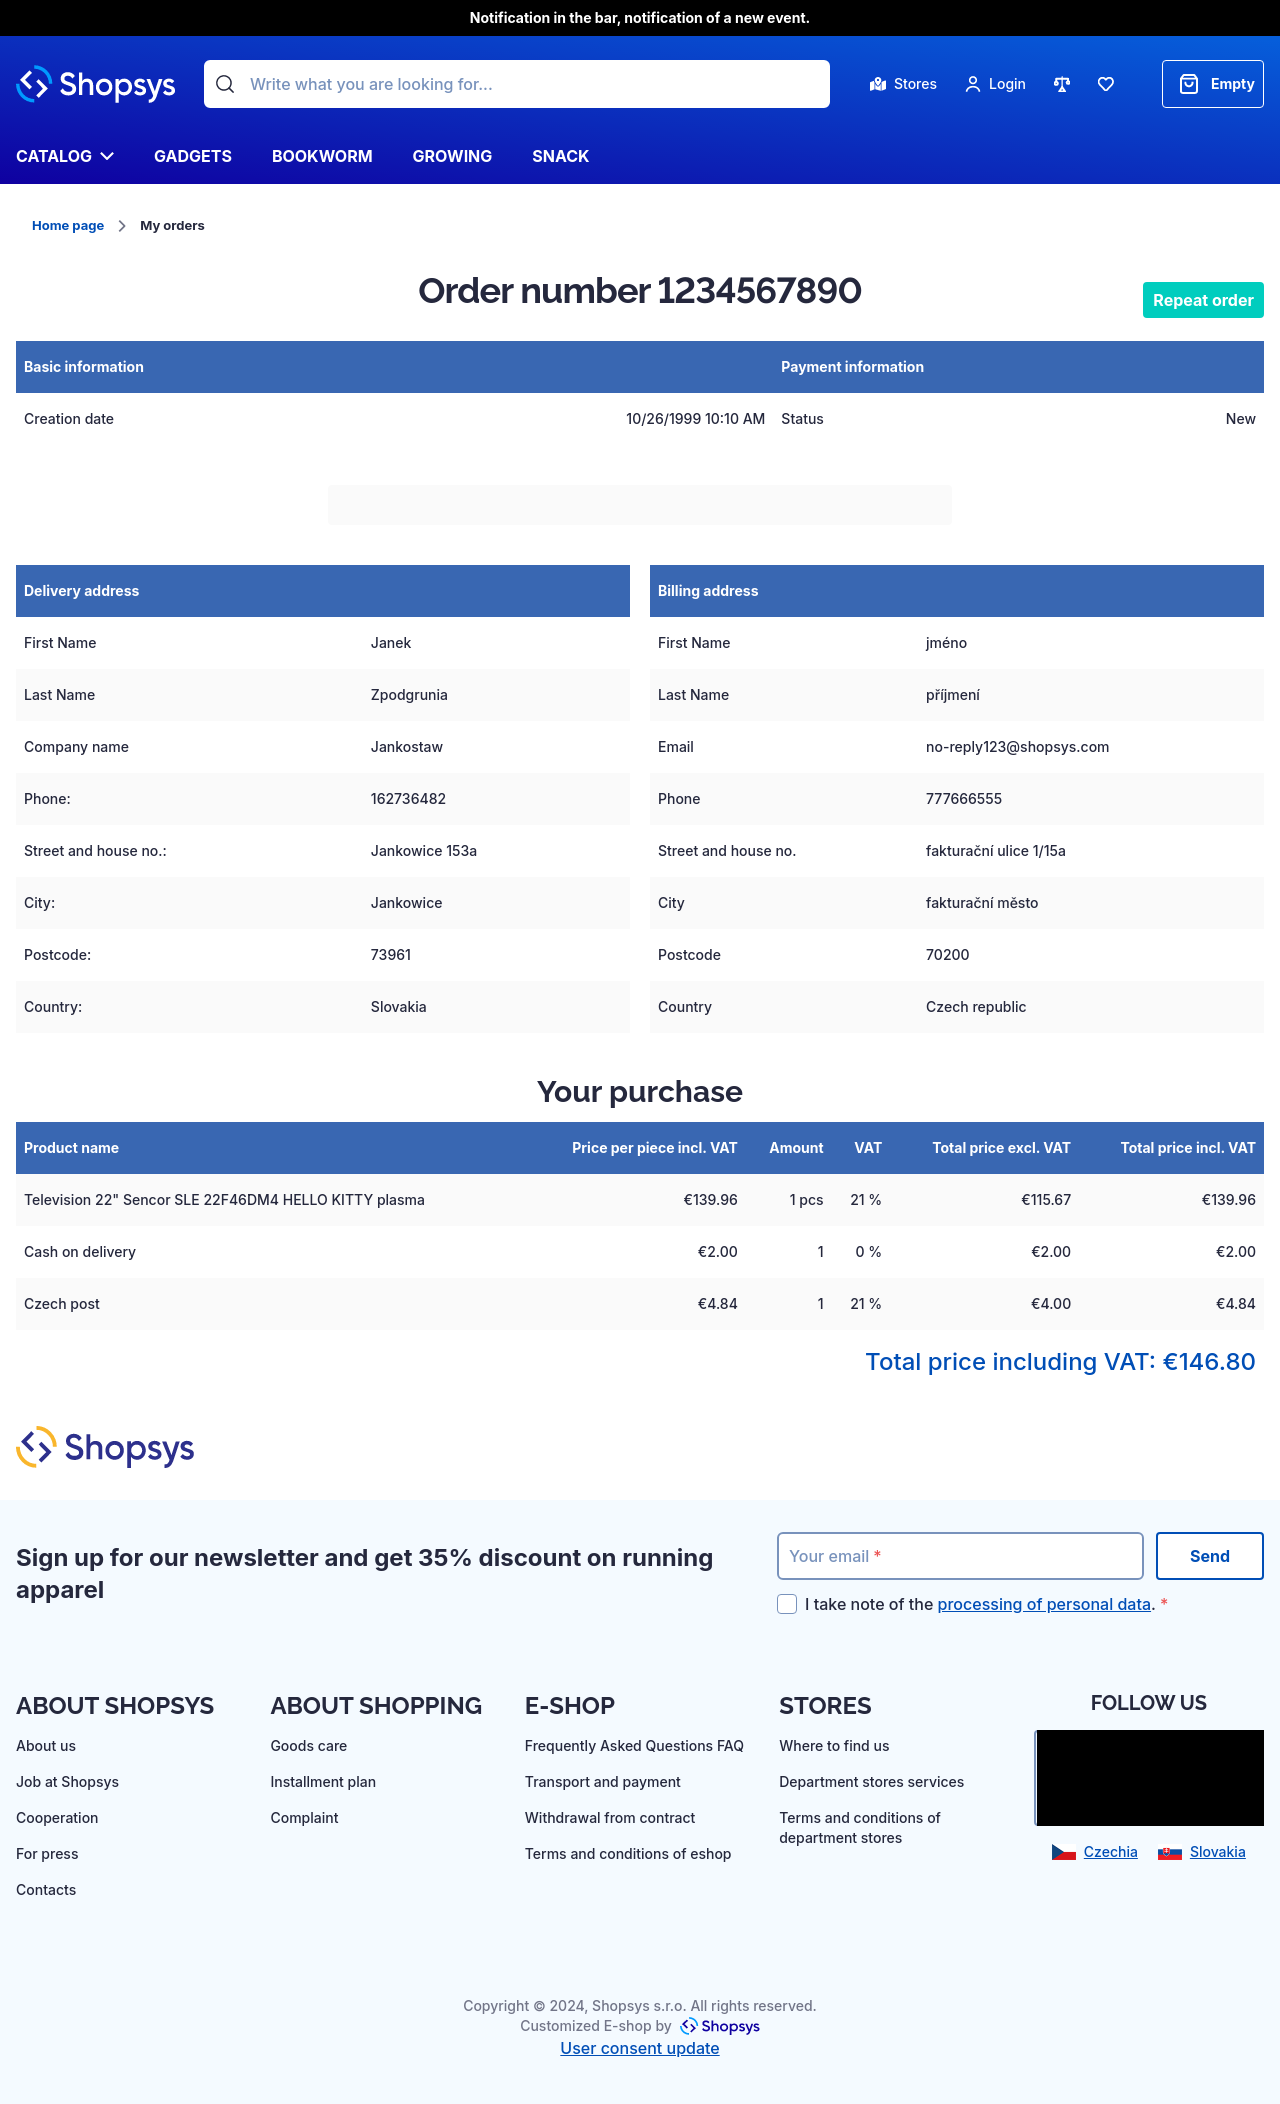 Notification in the bar, notification of a new event.
Shopsys
Write what you are looking for...
Stores
Login
Empty
CATALOG
GADGETS
BOOKWORM
GROWING
SNACK
Home page
My orders
Order number 1234567890
Repeat order
Basic information
Payment information
Creation date
10/26/1999 10:10 AM
Status
New
Delivery address
First Name
Janek
Last Name
Zpodgrunia
Company name
Jankostaw
Phone:
162736482
Street and house no.:
Jankowice 153a
City:
Jankowice
Postcode:
73961
Country:
Slovakia
Billing address
First Name
jméno
Last Name
příjmení
Email
no-reply123@shopsys.com
Phone
777666555
Street and house no.
fakturační ulice 1/15a
City
fakturační město
Postcode
70200
Country
Czech republic
Your purchase
Product name Price per piece incl. VAT Amount VAT Total price excl. VAT Total price incl. VAT
Television 22" Sencor SLE 22F46DM4 HELLO KITTY plasma €139.96 1 pcs 21 % €115.67 €139.96
Cash on delivery €2.00 1 0 % €2.00 €2.00
Czech post €4.84 1 21 % €4.00 €4.84
Total price including VAT: €146.80
Shopsys
Sign up for our newsletter and get 35% discount on running
apparel
Your email *
Send
I take note of the processing of personal data. *
ABOUT SHOPSYS
About us
Job at Shopsys
Cooperation
For press
Contacts
ABOUT SHOPPING
Goods care
Installment plan
Complaint
E-SHOP
Frequently Asked Questions FAQ
Transport and payment
Withdrawal from contract
Terms and conditions of eshop
STORES
Where to find us
Department stores services
Terms and conditions of
department stores
FOLLOW US
Czechia
Slovakia
Copyright © 2024, Shopsys s.r.o. All rights reserved.
Customized E-shop by Shopsys
User consent update